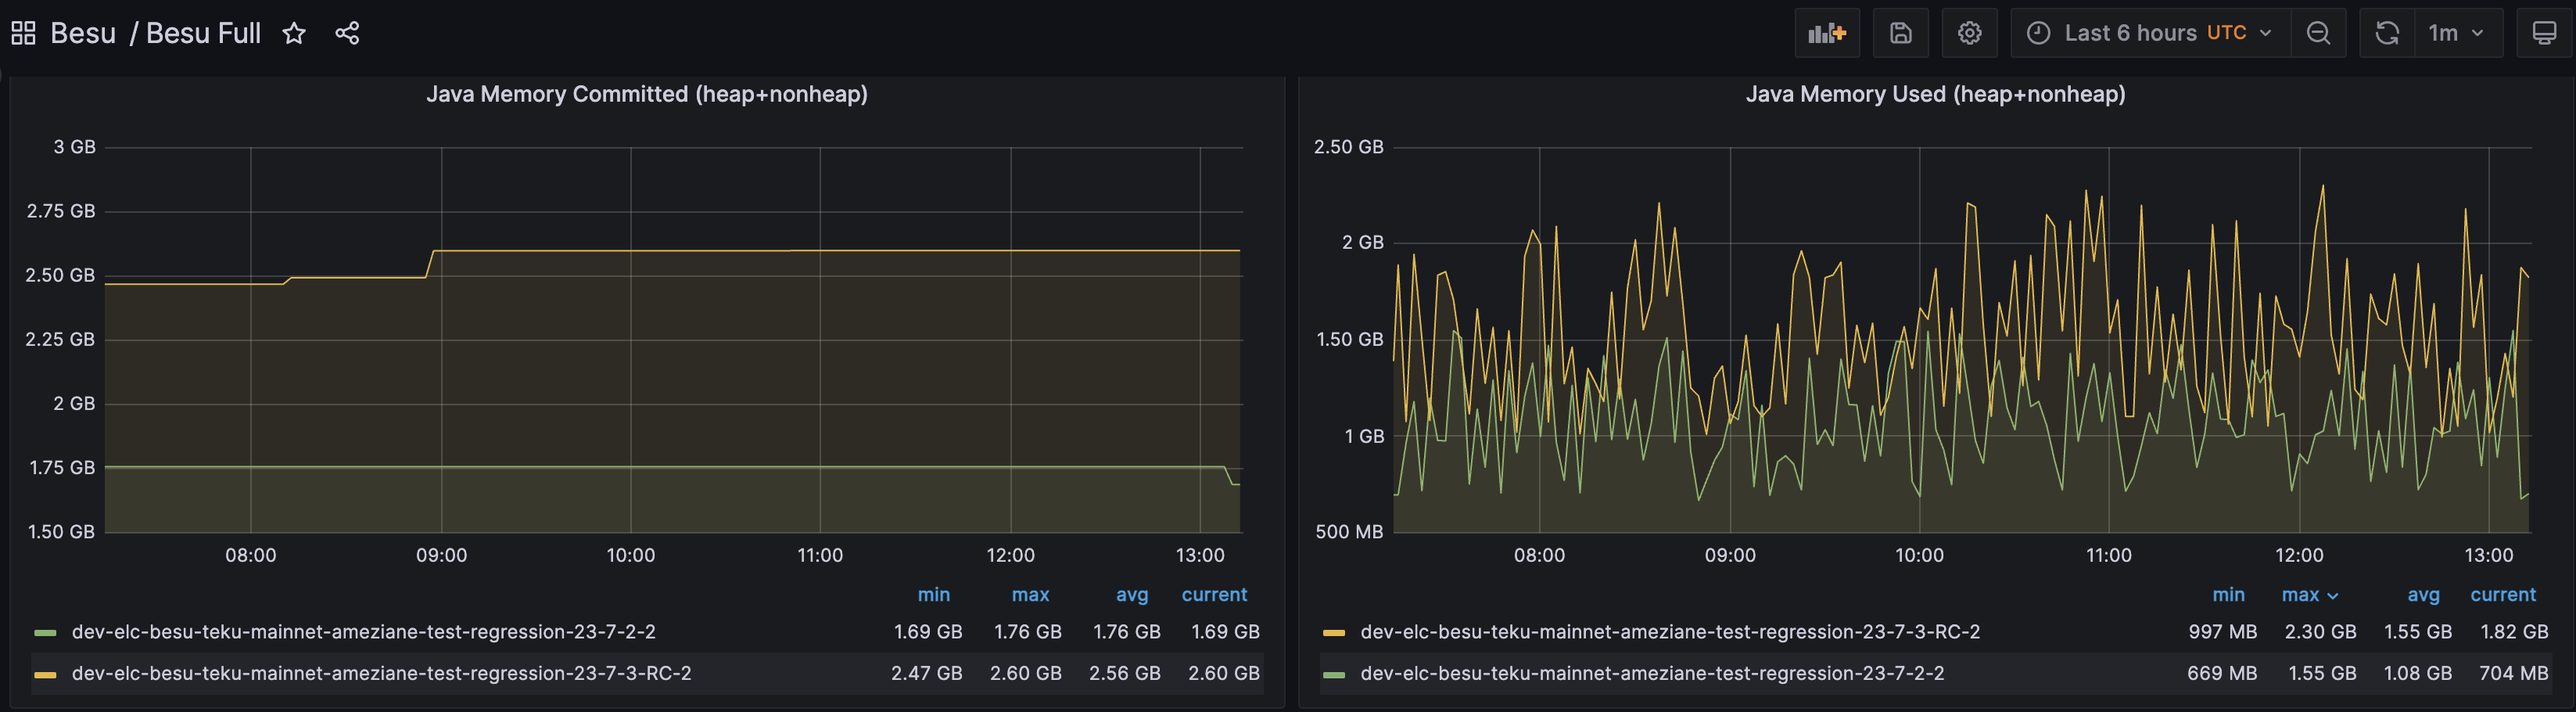 Besu / Besu Full
Last 6 hours UTC
1m
Java Memory Committed (heap+nonheap)
3 GB
2.75 GB
2.50 GB
2.25 GB
2 GB
1.75 GB
1.50 GB
08:00 09:00 10:00 11:00 12:00 13:00
min max avg current
dev-elc-besu-teku-mainnet-ameziane-test-regression-23-7-2-2 1.69 GB 1.76 GB 1.76 GB 1.69 GB
dev-elc-besu-teku-mainnet-ameziane-test-regression-23-7-3-RC-2 2.47 GB 2.60 GB 2.56 GB 2.60 GB
Java Memory Used (heap+nonheap)
2.50 GB
2 GB
1.50 GB
1 GB
500 MB
08:00 09:00 10:00 11:00 12:00 13:00
min max avg current
dev-elc-besu-teku-mainnet-ameziane-test-regression-23-7-3-RC-2 997 MB 2.30 GB 1.55 GB 1.82 GB
dev-elc-besu-teku-mainnet-ameziane-test-regression-23-7-2-2 669 MB 1.55 GB 1.08 GB 704 MB